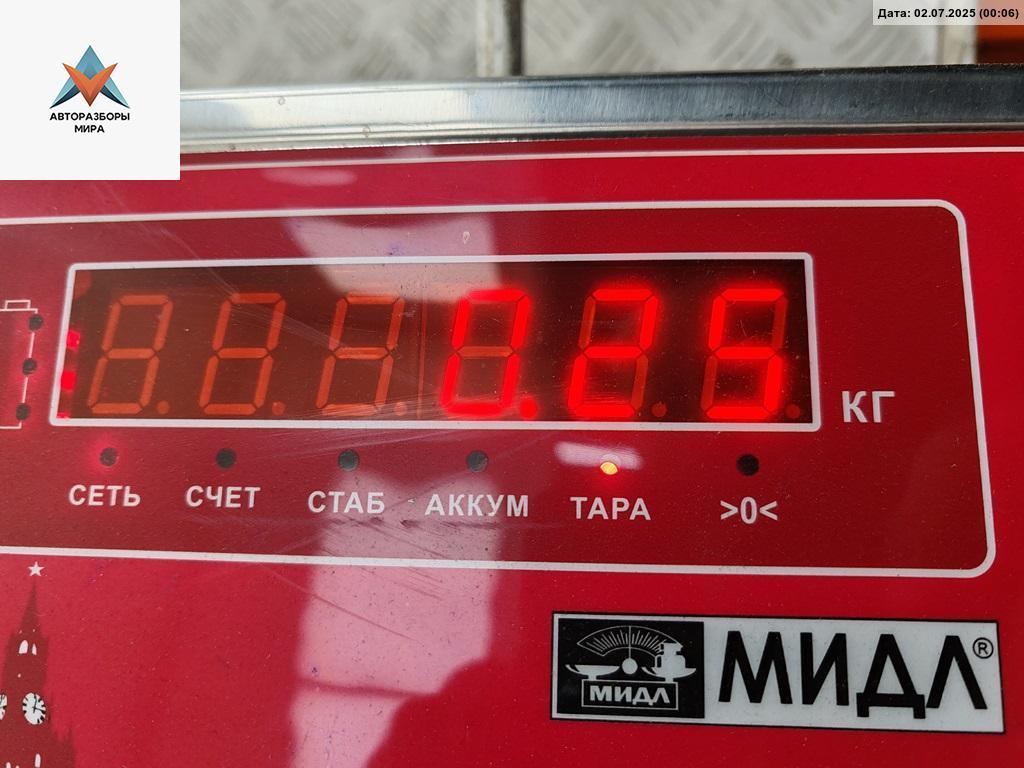 Дата: 02.07.2025 (00:06)
АВТОРАЗБОРЫ
МИРА
0.25
КГ
СЕТЬ СЧЕТ СТАБ АККУМ ТАРА >0<
МИДЛ МИДЛ®